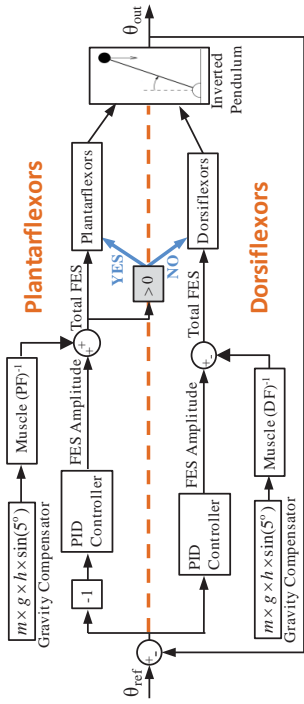 Plantarflexors
m × g × h × sin(5°)
Gravity Compensator
Muscle (PF)⁻¹
-1
PID
Controller
FES Amplitude
+
+
Total FES
Plantarflexors
YES
> 0
NO
θref
+
-
θout
Inverted
Pendulum
PID
Controller
FES Amplitude
+
-
Total FES
Dorsiflexors
m × g × h × sin(5°)
Gravity Compensator
Muscle (DF)⁻¹
Dorsiflexors